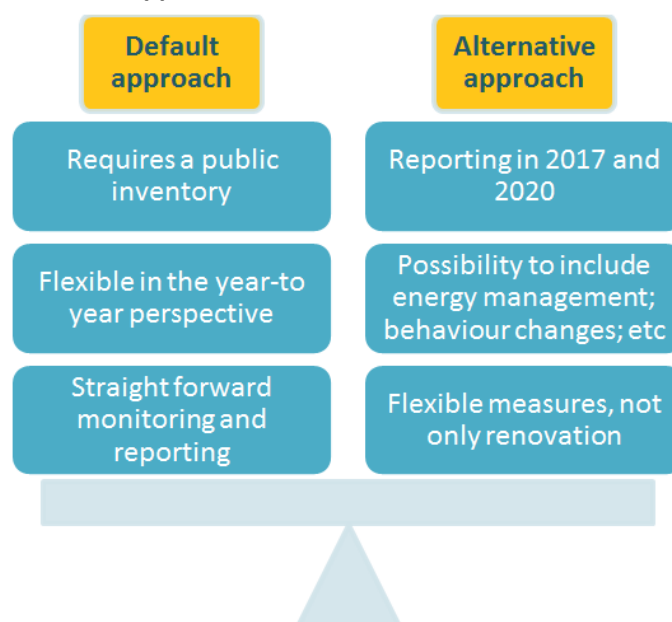 Default
approach
Requires a public
inventory
Flexible in the year-to
year perspective
Straight forward
monitoring and
reporting
Alternative
approach
Reporting in 2017 and
2020
Possibility to include
energy management;
behaviour changes; etc
Flexible measures, not
only renovation